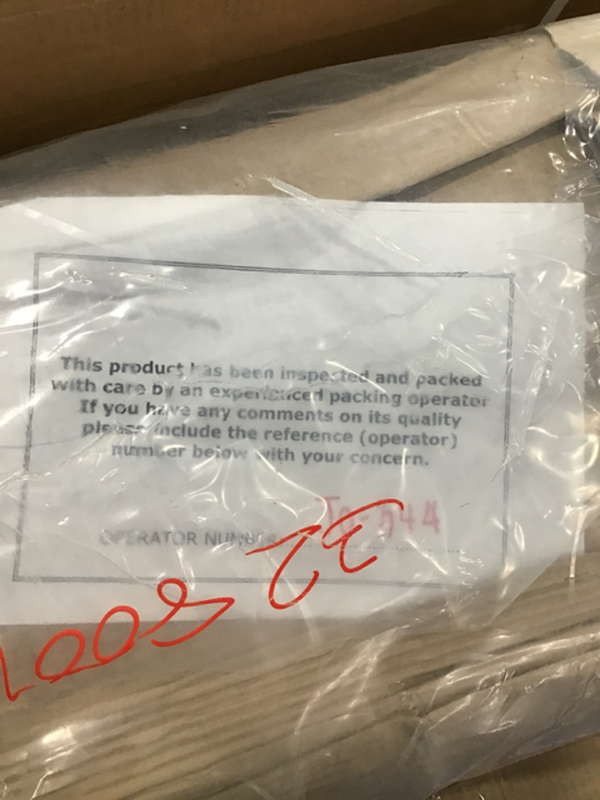 This product has been inspected and packed
with care by an experienced packing operator
If you have any comments on its quality
please include the reference (operator)
number below with your concern.
OPERATOR NUMBER